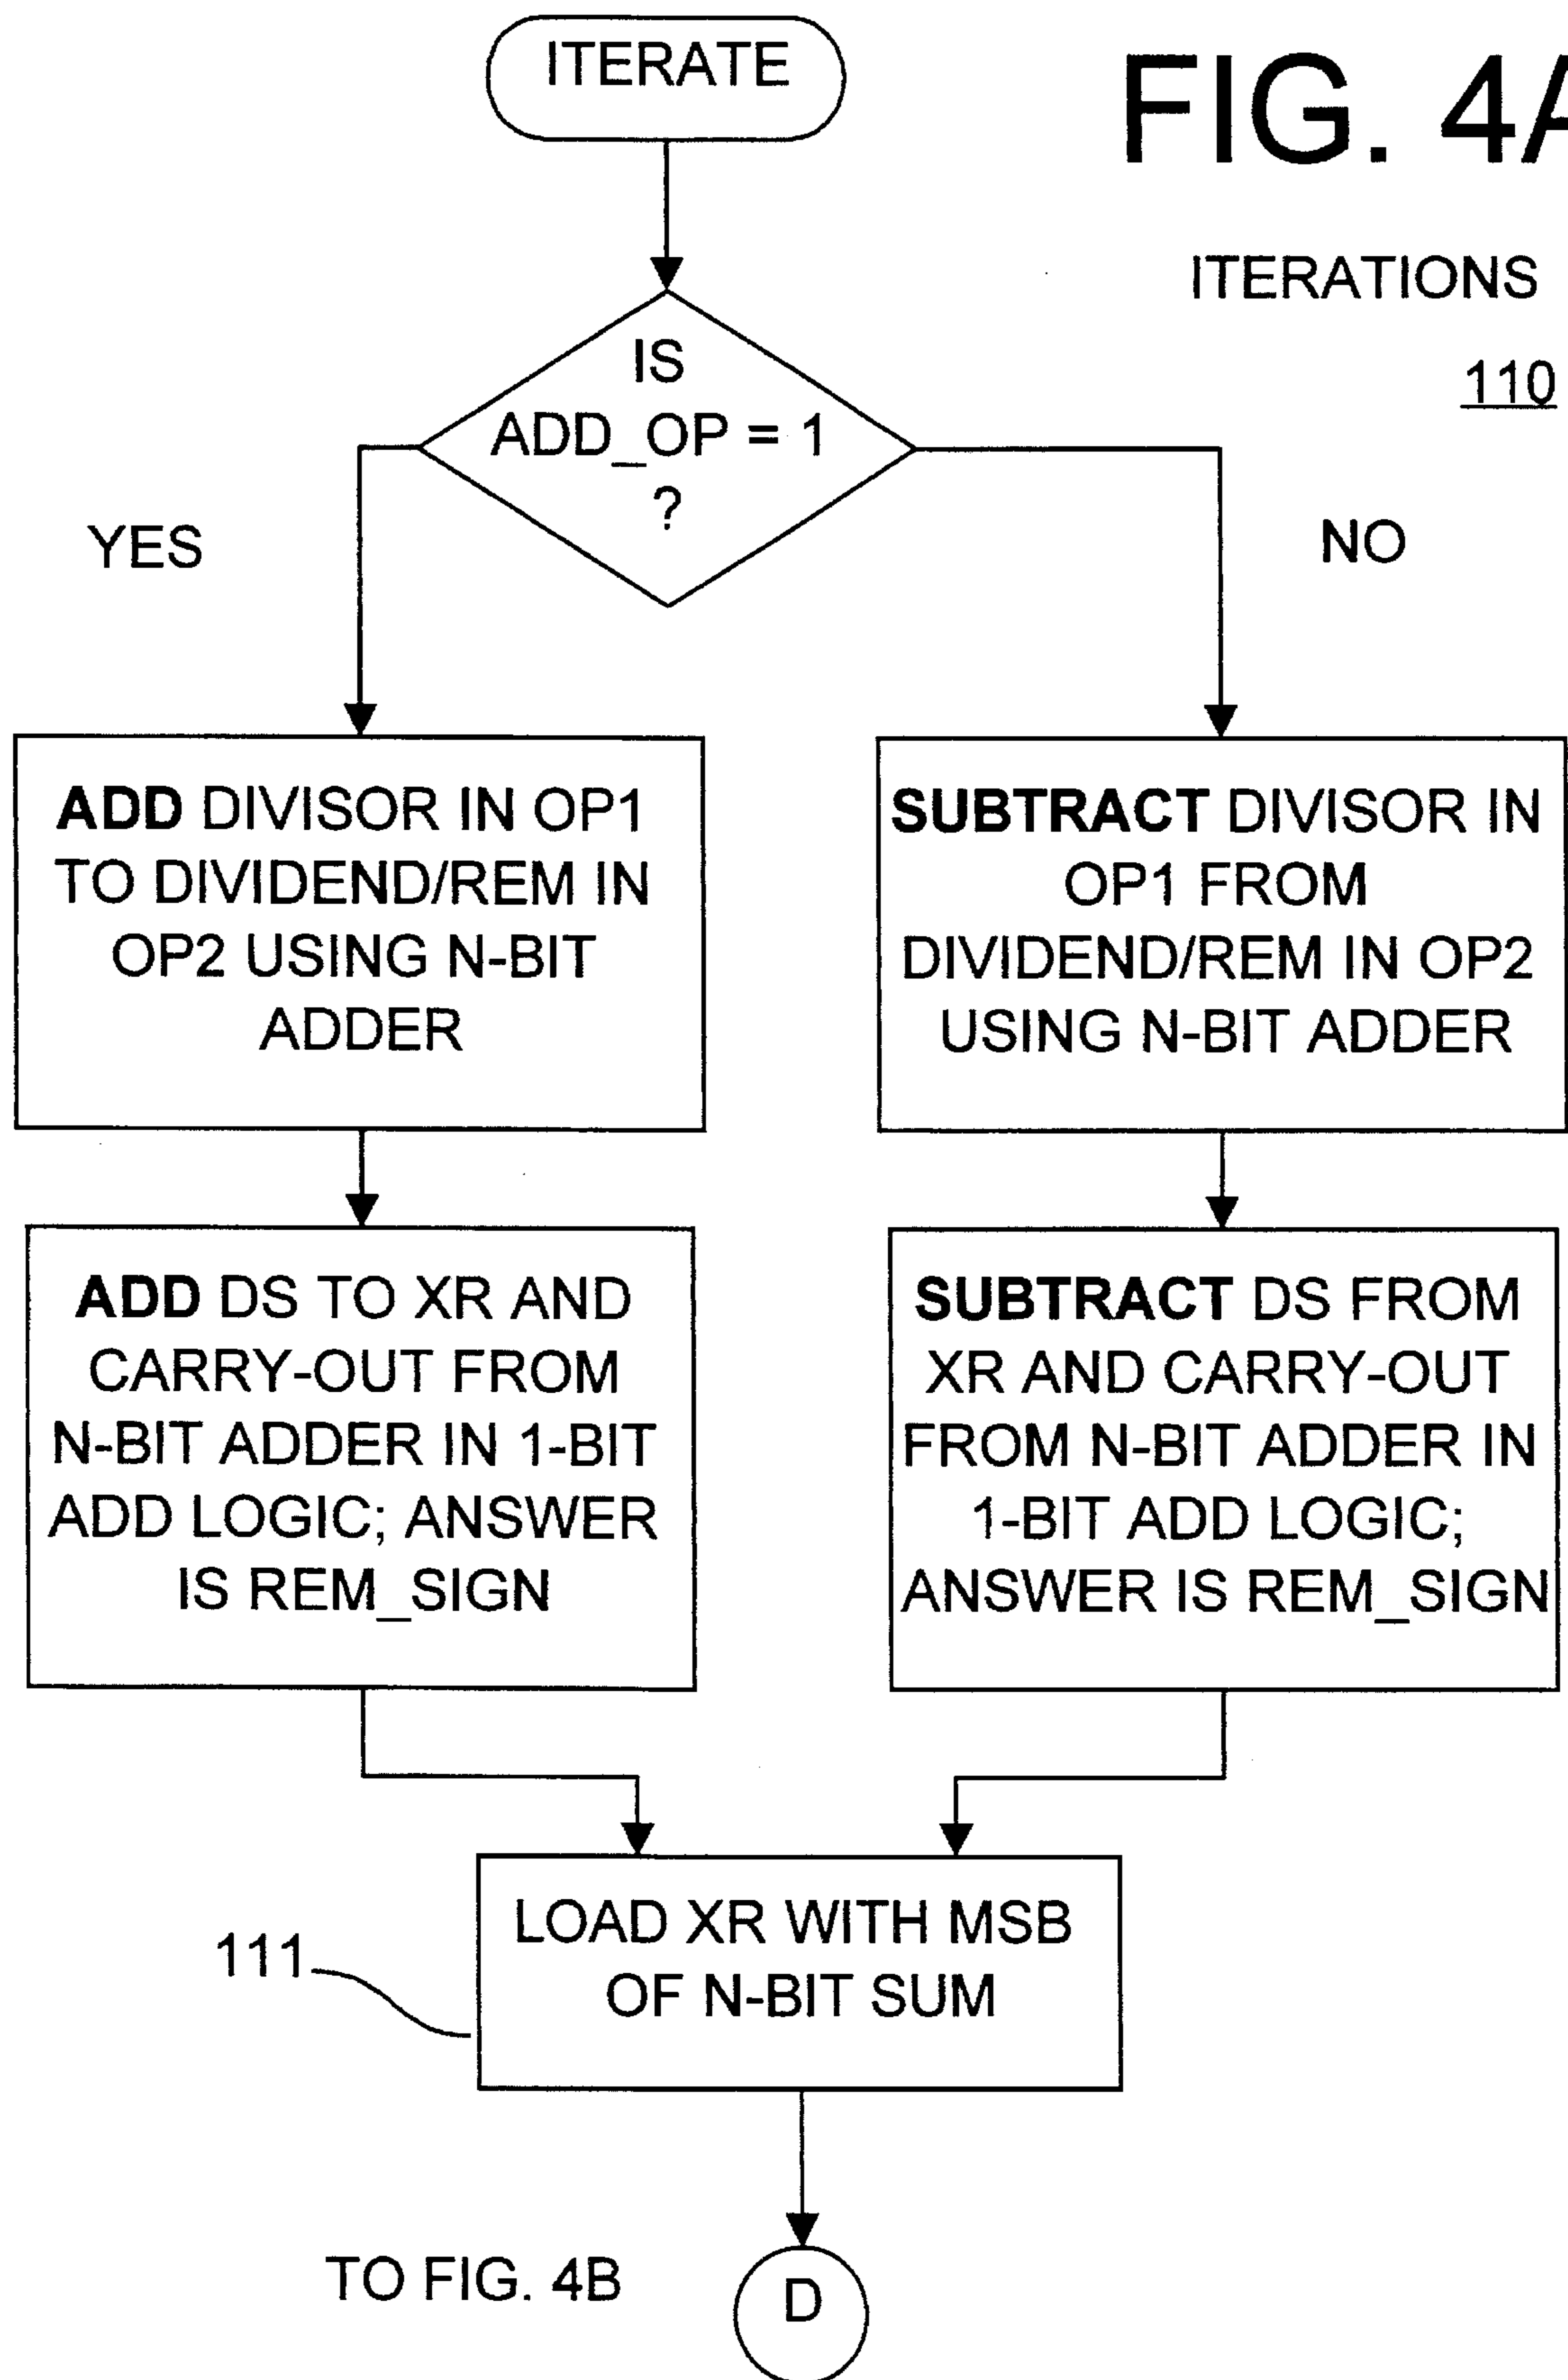 ITERATE
FIG. 4A
ITERATIONS
110
IS
ADD_OP = 1
?
YES
NO
ADD DIVISOR IN OP1
TO DIVIDEND/REM IN
OP2 USING N-BIT
ADDER
SUBTRACT DIVISOR IN
OP1 FROM
DIVIDEND/REM IN OP2
USING N-BIT ADDER
ADD DS TO XR AND
CARRY-OUT FROM
N-BIT ADDER IN 1-BIT
ADD LOGIC; ANSWER
IS REM_SIGN
SUBTRACT DS FROM
XR AND CARRY-OUT
FROM N-BIT ADDER IN
1-BIT ADD LOGIC;
ANSWER IS REM_SIGN
LOAD XR WITH MSB
OF N-BIT SUM
111
TO FIG. 4B
D